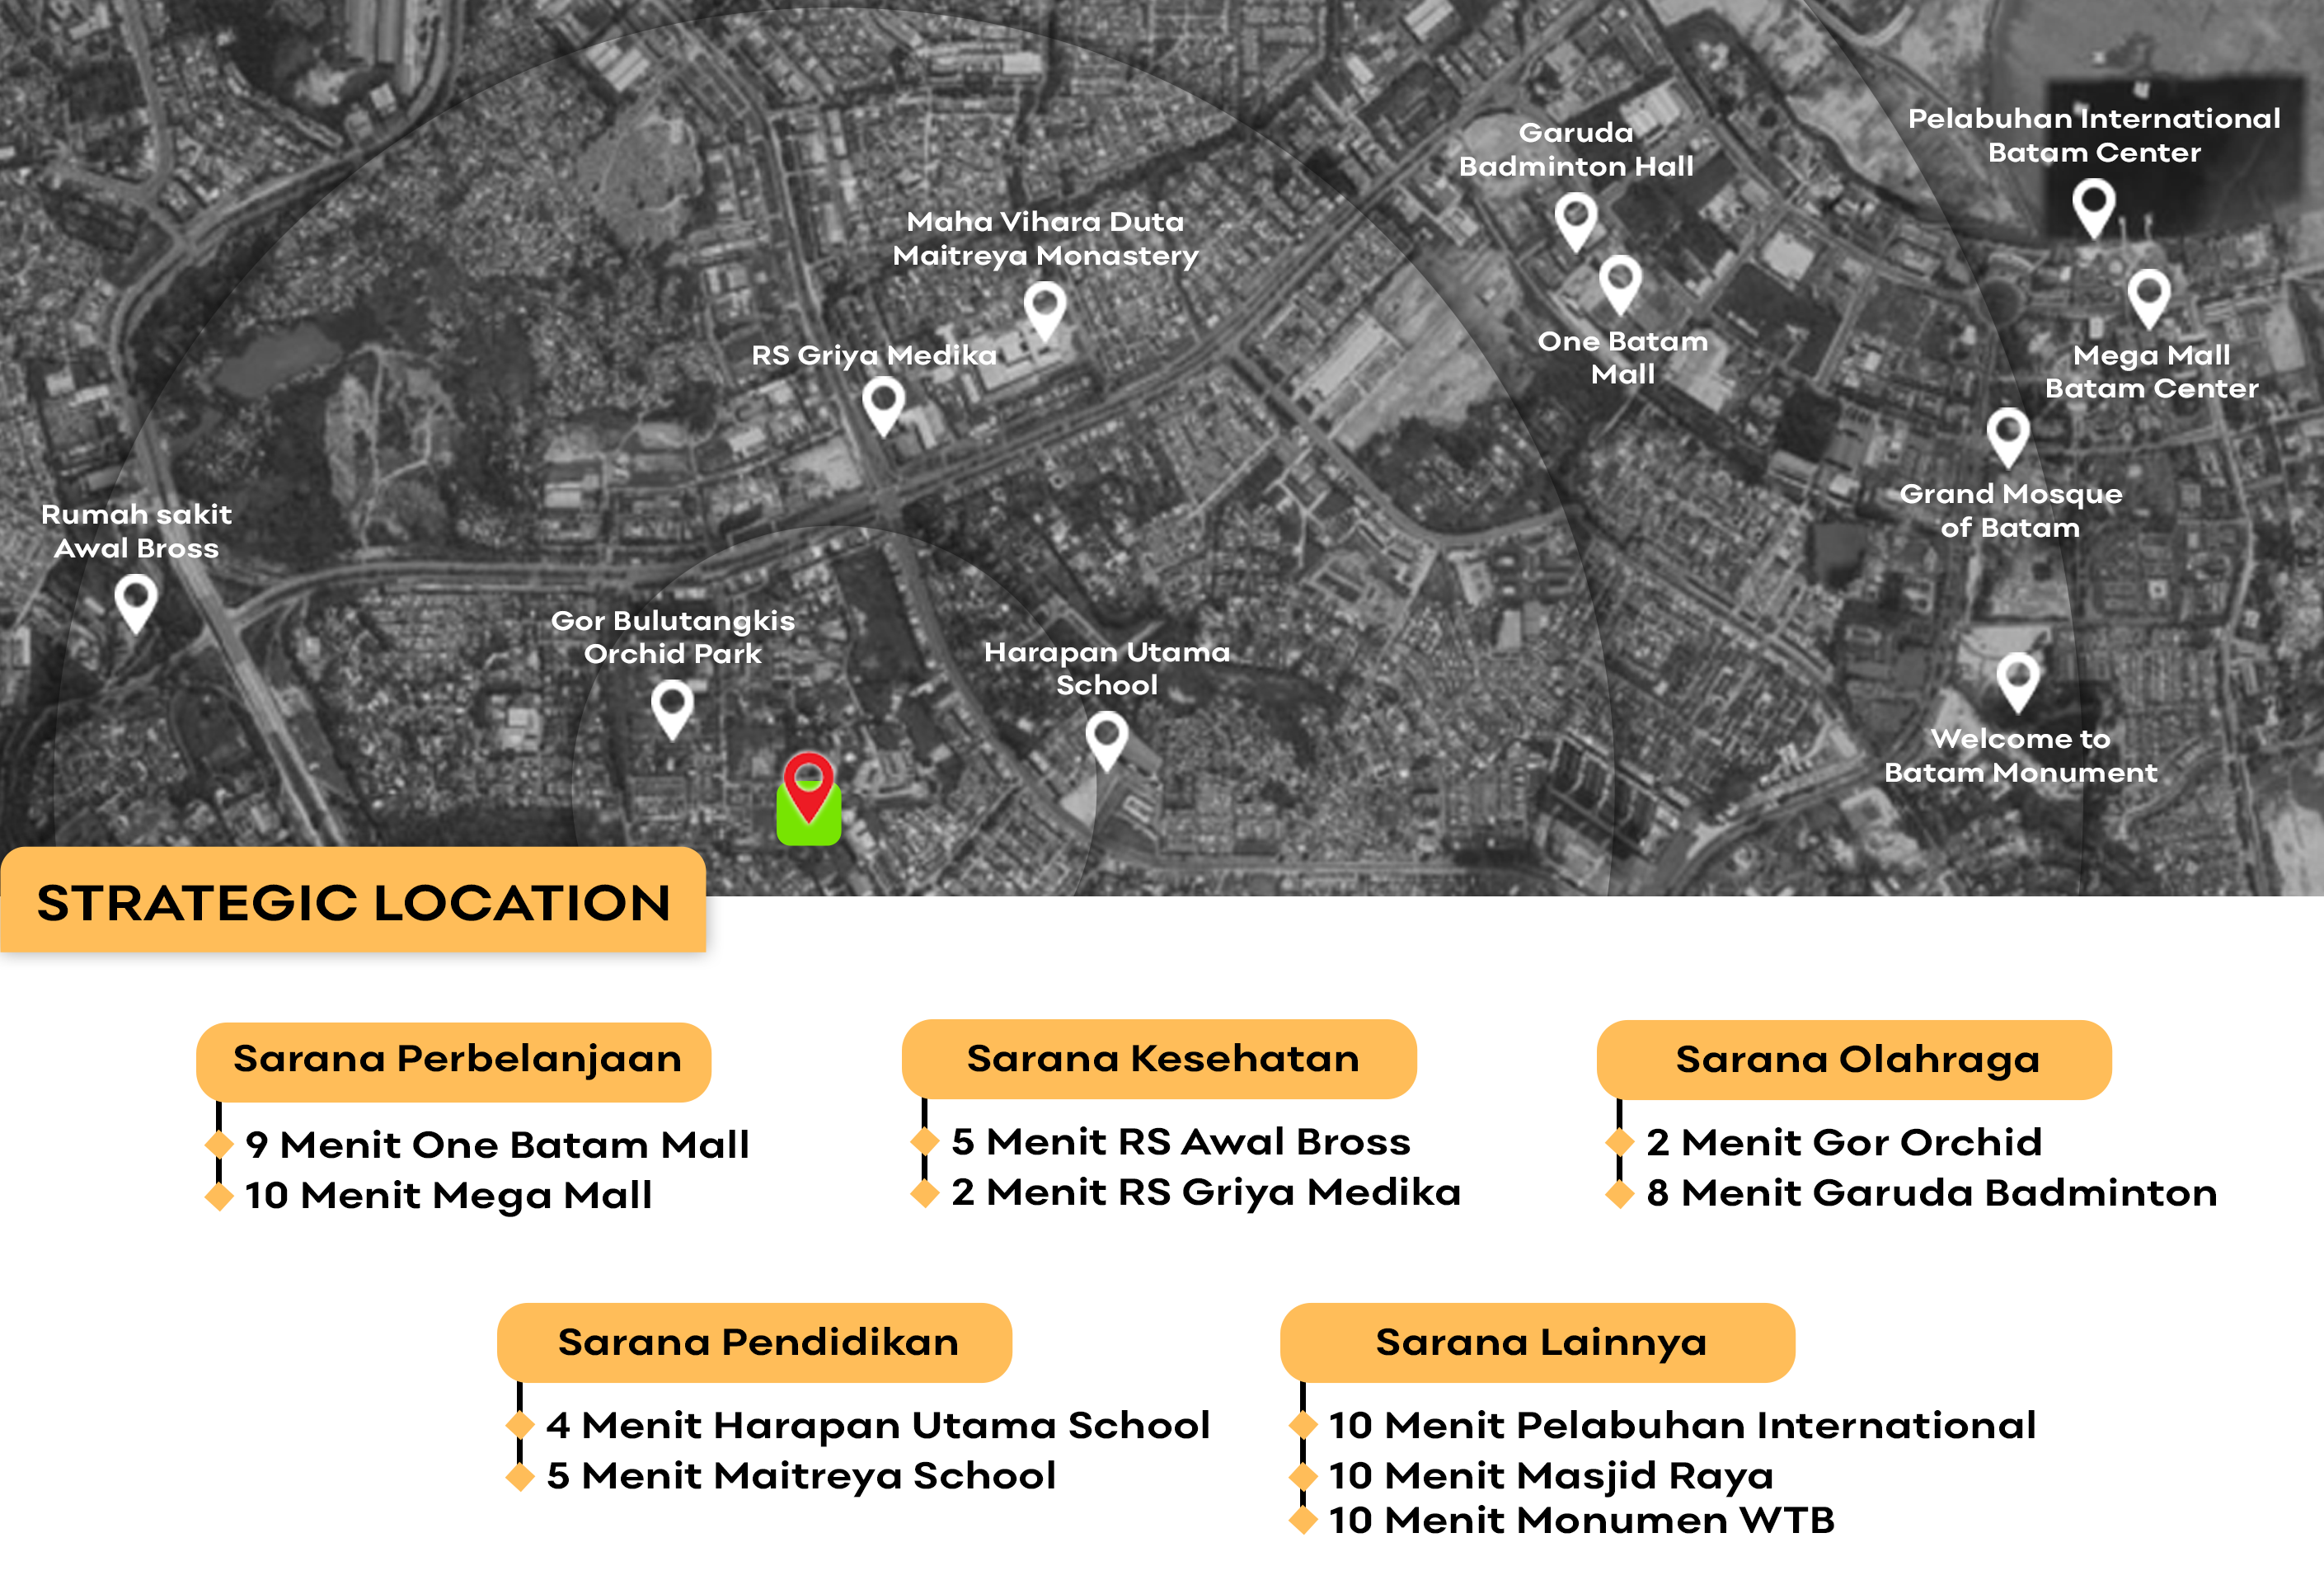 Garuda
Badminton Hall
Pelabuhan International
Batam Center
Maha Vihara Duta
Maitreya Monastery
RS Griya Medika
One Batam
Mall
Mega Mall
Batam Center
Grand Mosque
of Batam
Rumah sakit
Awal Bross
Gor Bulutangkis
Orchid Park
Harapan Utama
School
Welcome to
Batam Monument
STRATEGIC LOCATION
Sarana Perbelanjaan
9 Menit One Batam Mall
10 Menit Mega Mall
Sarana Kesehatan
5 Menit RS Awal Bross
2 Menit RS Griya Medika
Sarana Olahraga
2 Menit Gor Orchid
8 Menit Garuda Badminton
Sarana Pendidikan
4 Menit Harapan Utama School
5 Menit Maitreya School
Sarana Lainnya
10 Menit Pelabuhan International
10 Menit Masjid Raya
10 Menit Monumen WTB